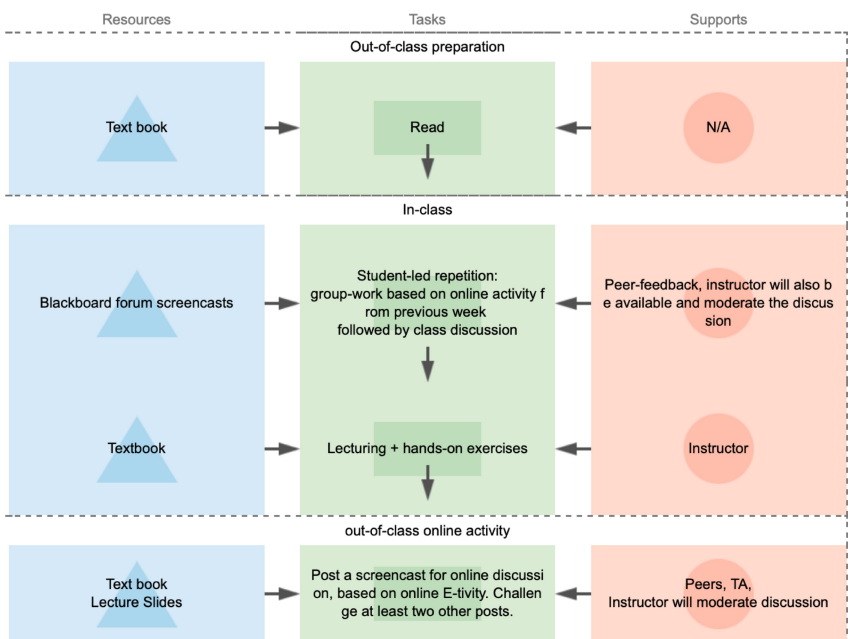 Resources
Tasks
Supports
Out-of-class preparation
Text book
Read
N/A
In-class
Blackboard forum screencasts
Student-led repetition:
group-work based on online activity f
rom previous week
followed by class discussion
Peer-feedback, instructor will also b
e available and moderate the discus
sion
Textbook
Lecturing + hands-on exercises
Instructor
out-of-class online activity
Text book
Lecture Slides
Post a screencast for online discussi
on, based on online E-tivity. Challen
ge at least two other posts.
Peers, TA,
Instructor will moderate discussion